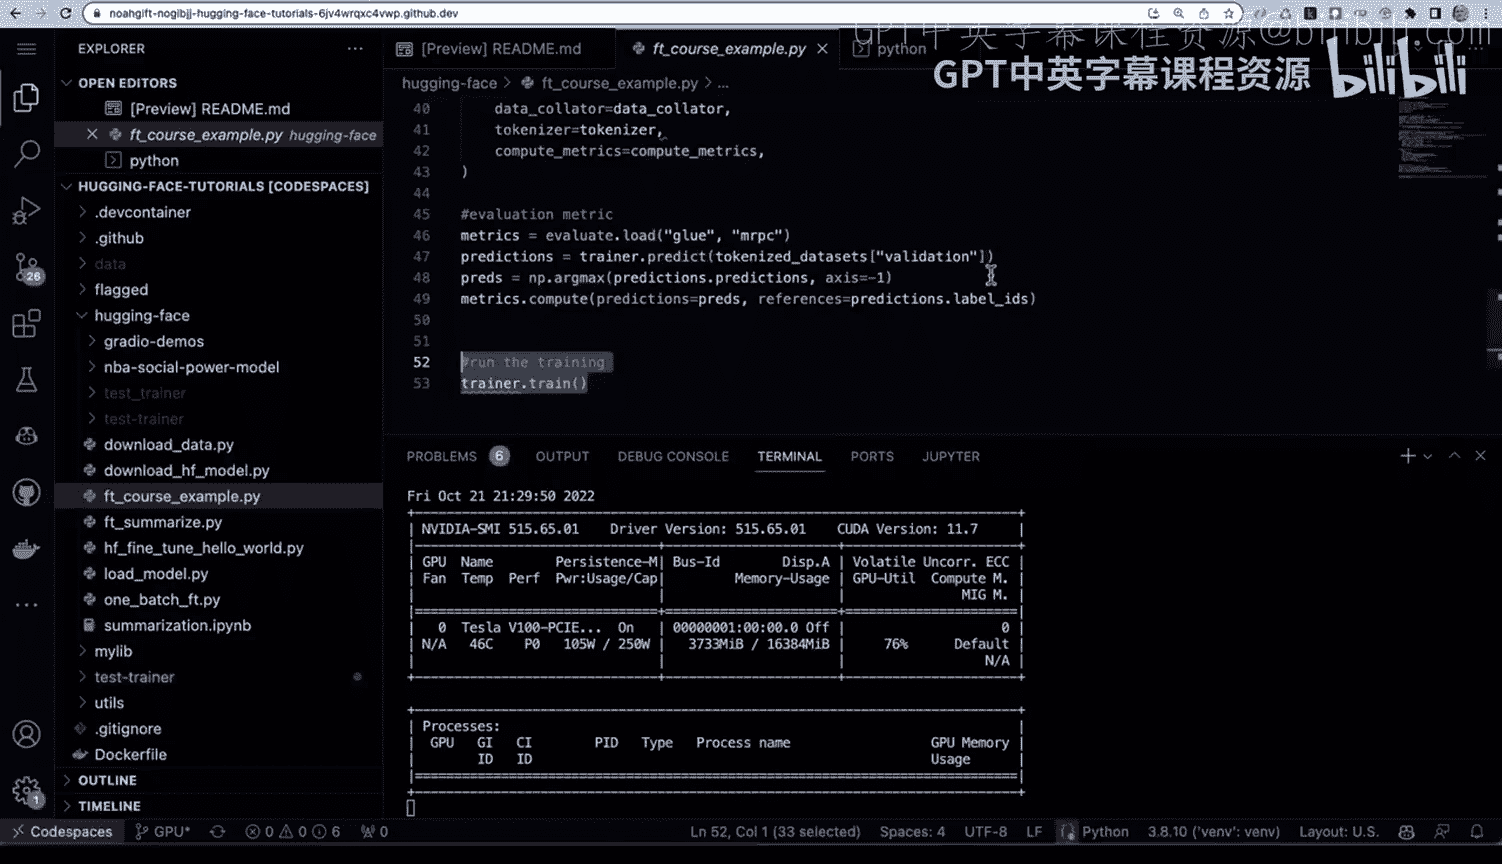 noahgift-nogibjj-hugging-face-tutorials-6jv4wrqxc4vwp.github.dev
GPT中英字幕课程资源@bilibili.com
GPT中英字幕课程资源 bilibili
EXPLORER
[Preview] README.md
ft_course_example.py
python
OPEN EDITORS
[Preview] README.md
ft_course_example.py hugging-face
python
HUGGING-FACE-TUTORIALS [CODESPACES]
.devcontainer
.github
data
flagged
hugging-face
gradio-demos
nba-social-power-model
test_trainer
test-trainer
download_data.py
download_hf_model.py
ft_course_example.py
ft_summarize.py
hf_fine_tune_hello_world.py
load_model.py
one_batch_ft.py
summarization.ipynb
mylib
test-trainer
utils
.gitignore
Dockerfile
OUTLINE
TIMELINE
26
1
hugging-face > ft_course_example.py > ...
40 data_collator=data_collator,
41 tokenizer=tokenizer,
42 compute_metrics=compute_metrics,
43 )
44
45 #evaluation metric
46 metrics = evaluate.load("glue", "mrpc")
47 predictions = trainer.predict(tokenized_datasets["validation"])
48 preds = np.argmax(predictions.predictions, axis=-1)
49 metrics.compute(predictions=preds, references=predictions.label_ids)
50
51
52 #run the training
53 trainer.train()
PROBLEMS 6 OUTPUT DEBUG CONSOLE TERMINAL PORTS JUPYTER
Fri Oct 21 21:29:50 2022
NVIDIA-SMI 515.65.01 Driver Version: 515.65.01 CUDA Version: 11.7
GPU Name Persistence-M| Bus-Id Disp.A | Volatile Uncorr. ECC
Fan Temp Perf Pwr:Usage/Cap| Memory-Usage | GPU-Util Compute M.
MIG M.
0 Tesla V100-PCIE... On | 00000001:00:00.0 Off | 0
N/A 46C P0 105W / 250W | 3733MiB / 16384MiB | 76% Default
N/A
Processes:
GPU GI CI PID Type Process name GPU Memory
ID ID Usage
Codespaces GPU* 0 0 6 0 Ln 52, Col 1 (33 selected) Spaces: 4 UTF-8 LF Python 3.8.10 ('venv': venv) Layout: U.S.